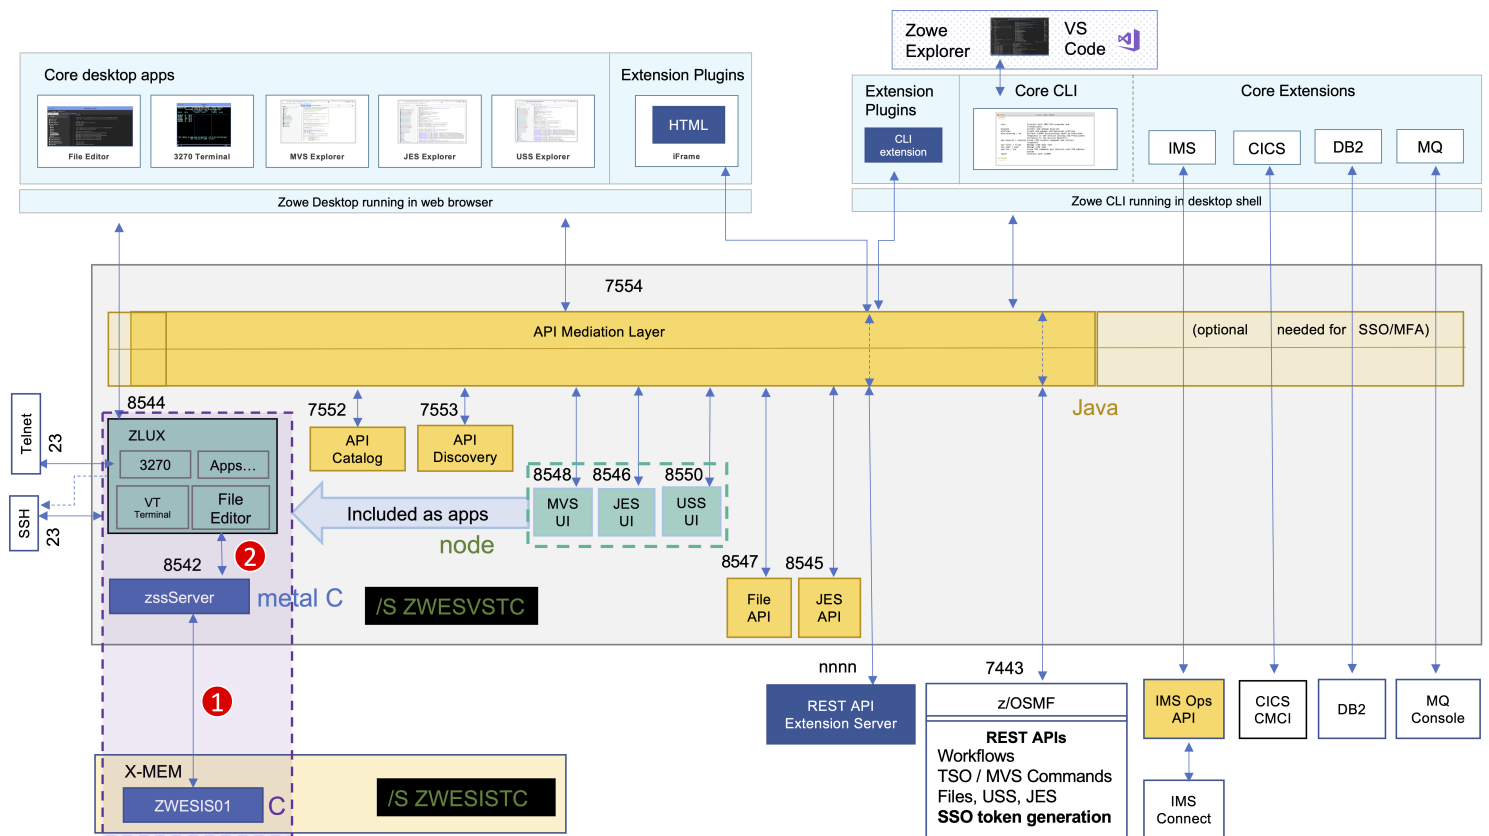 Zowe
Explorer
VS
Code
Core desktop apps
Extension Plugins
File Editor
3270 Terminal
MVS Explorer
JES Explorer
USS Explorer
HTML
iFrame
Extension
Plugins
CLI
extension
Core CLI
Core Extensions
IMS
CICS
DB2
MQ
Zowe Desktop running in web browser
Zowe CLI running in desktop shell
7554
API Mediation Layer
(optional needed for SSO/MFA)
Java
8544
7552
7553
Telnet
23
SSH
23
ZLUX
3270
Apps...
VT
Terminal
File
Editor
API
Catalog
API
Discovery
8548
8546
8550
MVS
UI
JES
UI
USS
UI
Included as apps
node
2
8542
zssServer
metal C
/S ZWESVSTC
8547
8545
File
API
JES
API
1
nnnn
REST API
Extension Server
7443
z/OSMF
REST APIs
Workflows
TSO / MVS Commands
Files, USS, JES
SSO token generation
IMS Ops
API
CICS
CMCI
DB2
MQ
Console
IMS
Connect
X-MEM
ZWESIS01
C
/S ZWESISTC